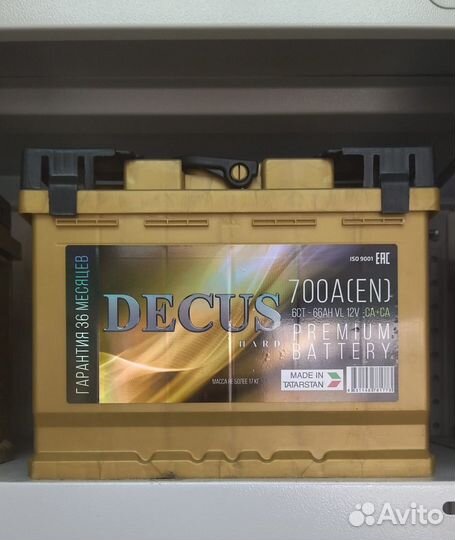 ГАРАНТИЯ 36 МЕСЯЦЕВ
ISO 9001 EAC
700A(EN)
6СТ - 66AH VL 12V CA+CA
DECUS
HARD
PREMIUM
BATTERY
МАССА НЕ БОЛЕЕ 17 КГ
MADE IN
TATARSTAN
Avito